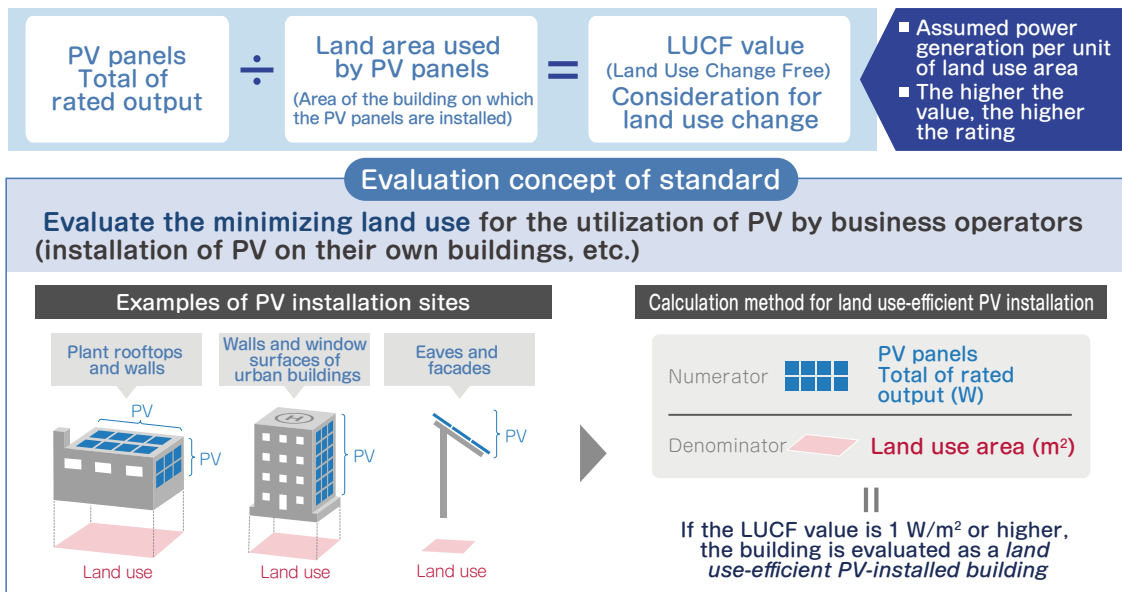 PV panels
Total of
rated output
÷
Land area used
by PV panels
(Area of the building on which
the PV panels are installed)
=
LUCF value
(Land Use Change Free)
Consideration for
land use change
■ Assumed power
generation per unit
of land use area
■ The higher the
value, the higher
the rating
Evaluation concept of standard
Evaluate the minimizing land use for the utilization of PV by business operators
(installation of PV on their own buildings, etc.)
Examples of PV installation sites
Plant rooftops
and walls
Walls and window
surfaces of
urban buildings
Eaves and
facades
PV
PV
Land use
H
PV
Land use
PV
Land use
Calculation method for land use-efficient PV installation
Numerator
PV panels
Total of rated
output (W)
Denominator
Land use area (m²)
If the LUCF value is 1 W/m² or higher,
the building is evaluated as a land
use-efficient PV-installed building